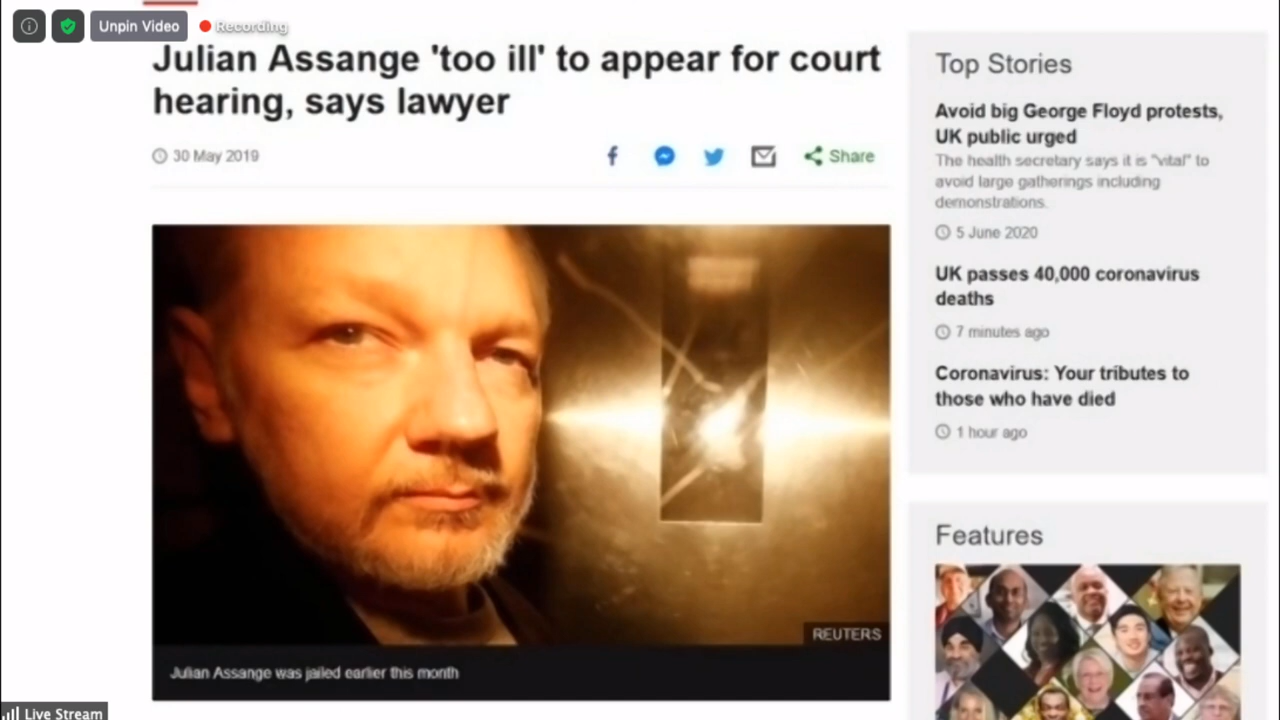 Unpin Video
Recording
Julian Assange 'too ill' to appear for court
hearing, says lawyer
30 May 2019
Share
REUTERS
Julian Assange was jailed earlier this month
Top Stories
Avoid big George Floyd protests,
UK public urged
The health secretary says it is "vital" to
avoid large gatherings including
demonstrations.
5 June 2020
UK passes 40,000 coronavirus
deaths
7 minutes ago
Coronavirus: Your tributes to
those who have died
1 hour ago
Features
Live Stream